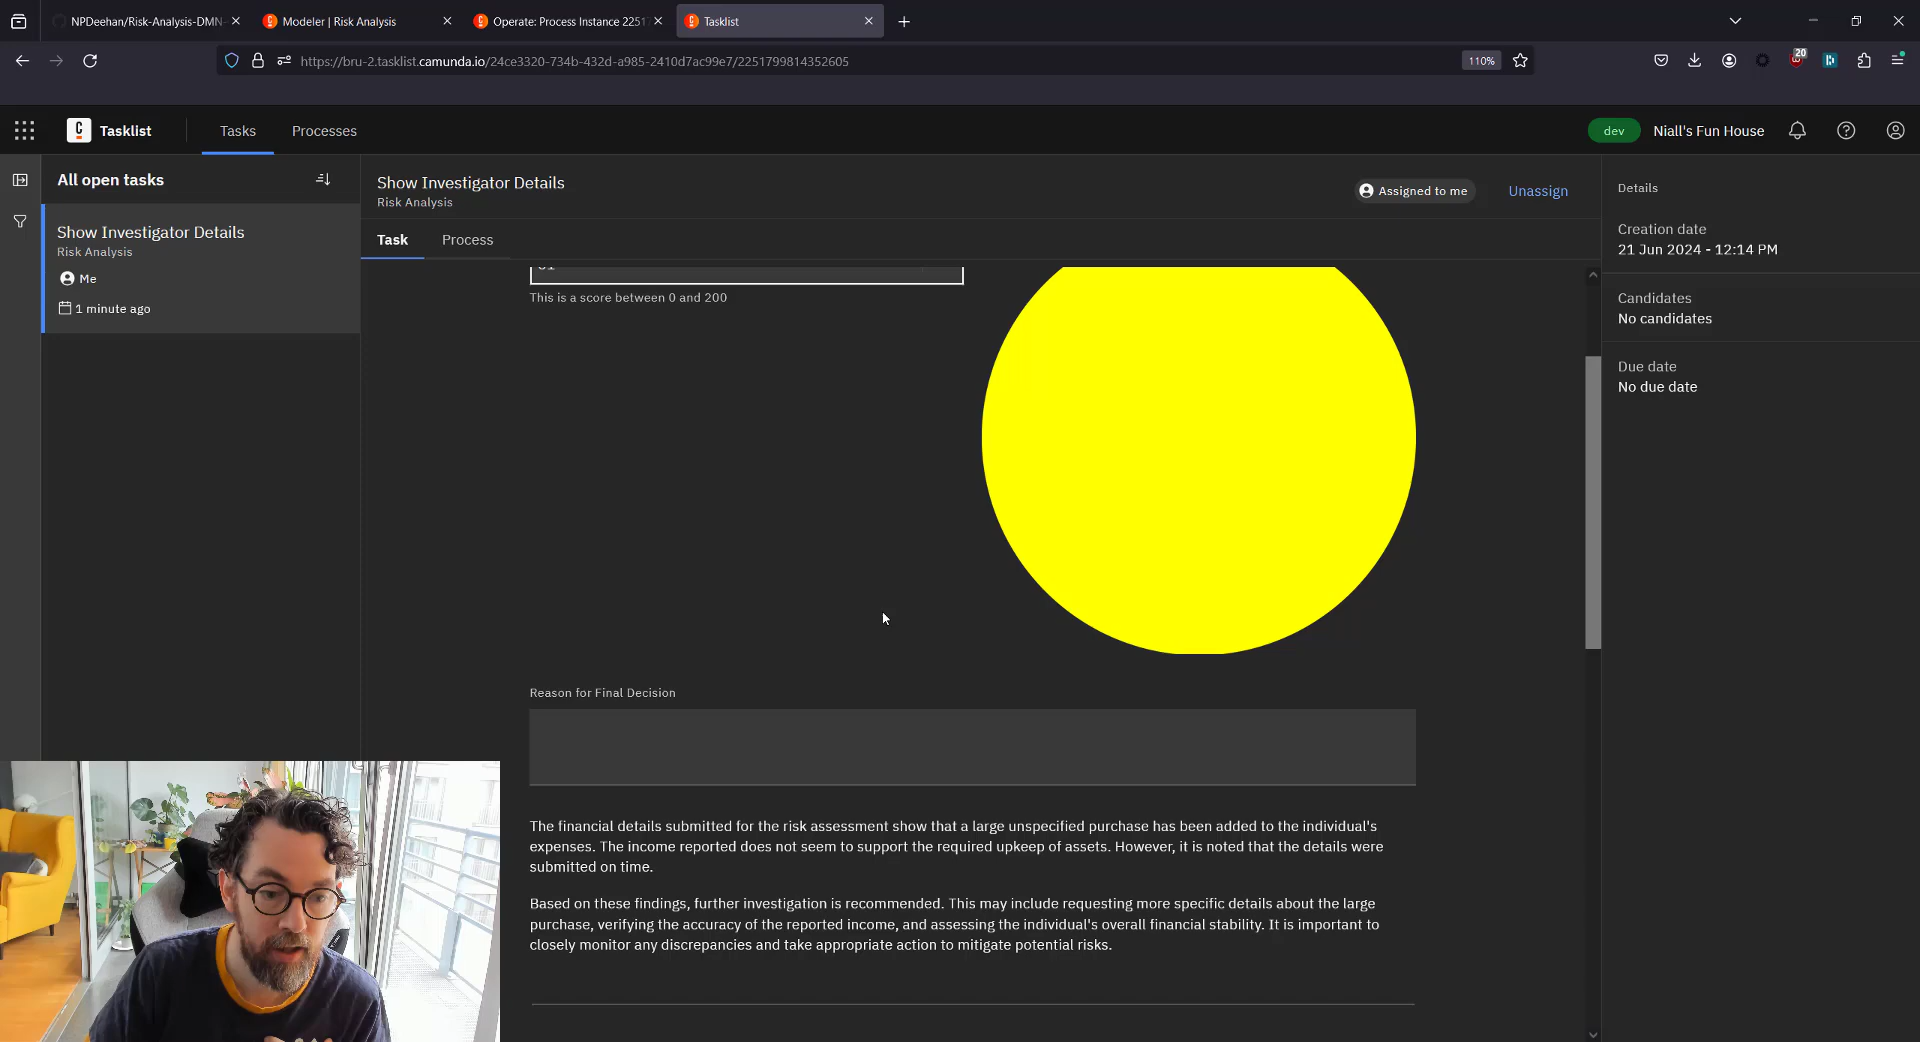 NPDeehan/Risk-Analysis-DMN-
Modeler | Risk Analysis
Operate: Process Instance 2251
Tasklist
https://bru-2.tasklist.camunda.io/24ce3320-734b-432d-a985-2410d7ac99e7/2251799814352605
110%
20
Tasklist
Tasks
Processes
dev
Niall's Fun House
All open tasks
Show Investigator Details
Risk Analysis
Me
1 minute ago
Show Investigator Details
Risk Analysis
Assigned to me
Unassign
Task
Process
This is a score between 0 and 200
Reason for Final Decision
The financial details submitted for the risk assessment show that a large unspecified purchase has been added to the individual's
expenses. The income reported does not seem to support the required upkeep of assets. However, it is noted that the details were
submitted on time.
Based on these findings, further investigation is recommended. This may include requesting more specific details about the large
purchase, verifying the accuracy of the reported income, and assessing the individual's overall financial stability. It is important to
closely monitor any discrepancies and take appropriate action to mitigate potential risks.
Details
Creation date
21 Jun 2024 - 12:14 PM
Candidates
No candidates
Due date
No due date